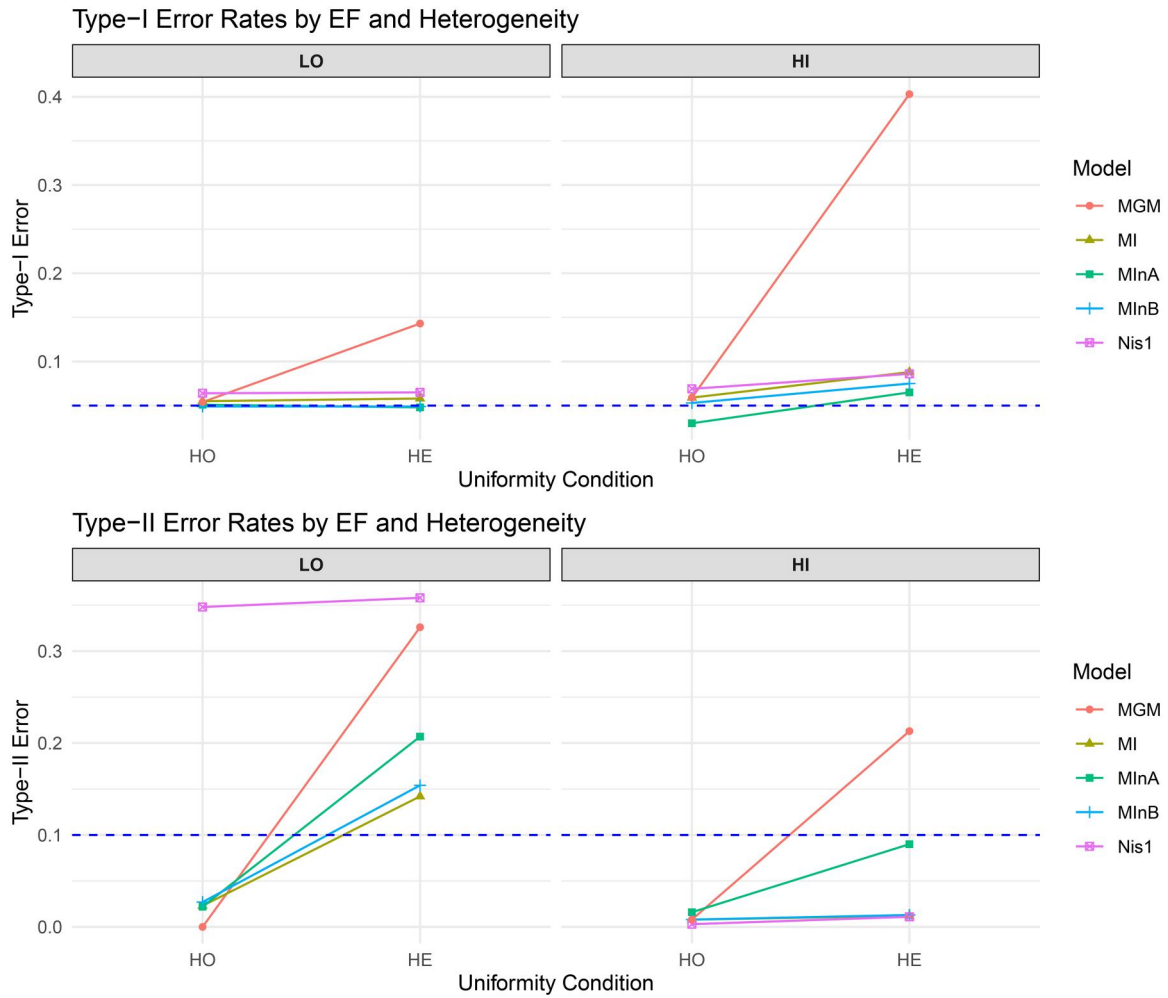 Type−I Error Rates by EF and Heterogeneity
LO
HI
0.4
0.3
0.2
0.1
Type−I Error
HO
HE
HO
HE
Uniformity Condition
Model
MGM
MI
MInA
MInB
Nis1
Type−II Error Rates by EF and Heterogeneity
LO
HI
0.3
0.2
0.1
0.0
Type−II Error
HO
HE
HO
HE
Uniformity Condition
Model
MGM
MI
MInA
MInB
Nis1